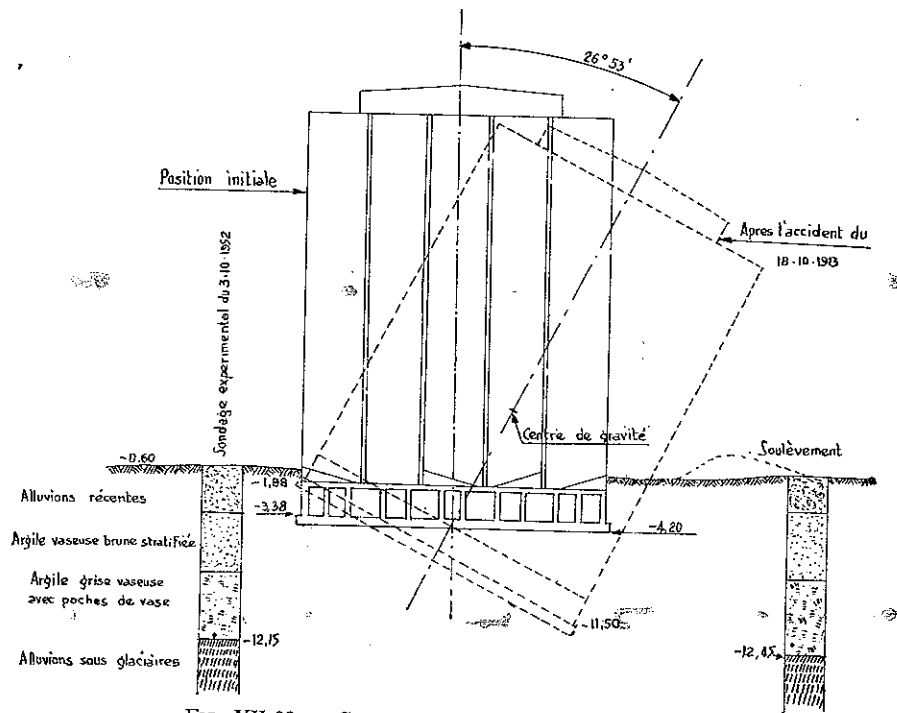 26° 53'
Position initiale
Sondage experimental du 3·10·1952
Apres l'accident du
18·10·1913
Centre de gravité
Soulèvement
-0.60
-1,88
-3,38
-4,20
Alluvions récentes
Argile vaseuse brune stratifiée
Argile grise vaseuse
avec poches de vase
-11,50
-12,15
-12,45
Alluvions sous glaciaires